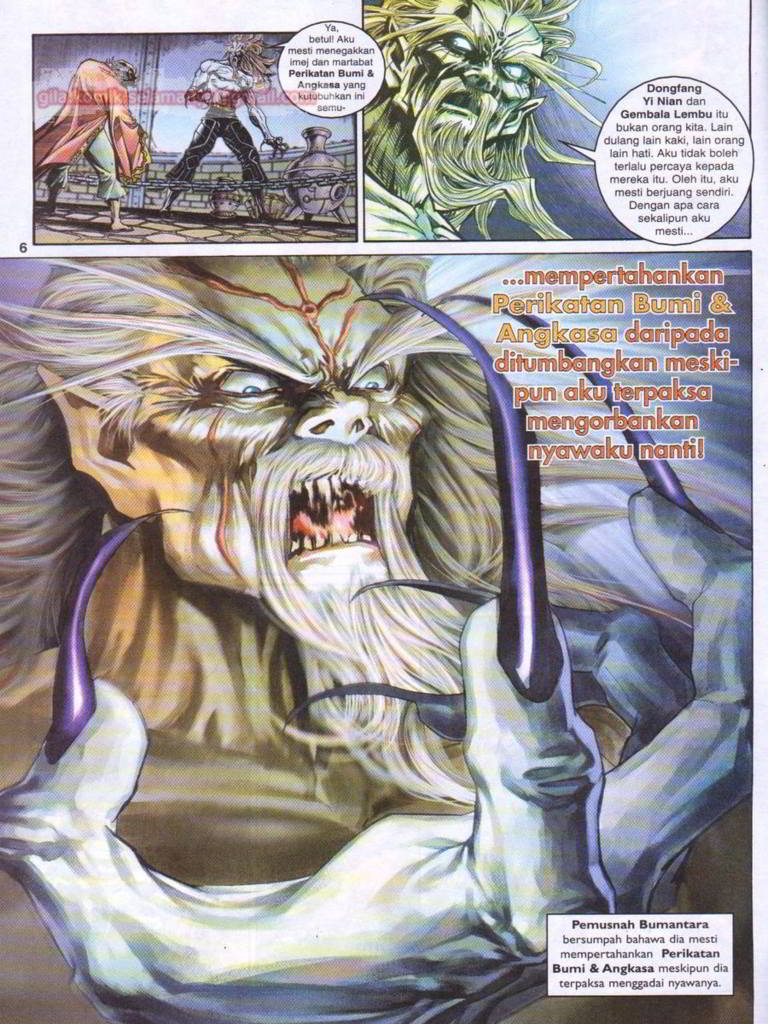 Ya,
betul! Aku
mesti menegakkan
imej dan martabat
Perikatan Bumi &
Angkasa yang
kutubuhkan ini
semu-
Dongfang
Yi Nian dan
Gembala Lembu itu
bukan orang kita. Lain
dulang lain kaki, lain orang
lain hati. Aku tidak boleh
terlalu percaya kepada
mereka itu. Oleh itu, aku
mesti berjuang sendiri.
Dengan apa cara
sekalipun aku
mesti...
6
...mempertahankan
Perikatan Bumi &
Angkasa daripada
ditumbangkan meski-
pun aku terpaksa
mengorbankan
nyawaku nanti!
Pemusnah Bumantara
bersumpah bahawa dia mesti
mempertahankan Perikatan
Bumi & Angkasa meskipun dia
terpaksa menggadai nyawanya.